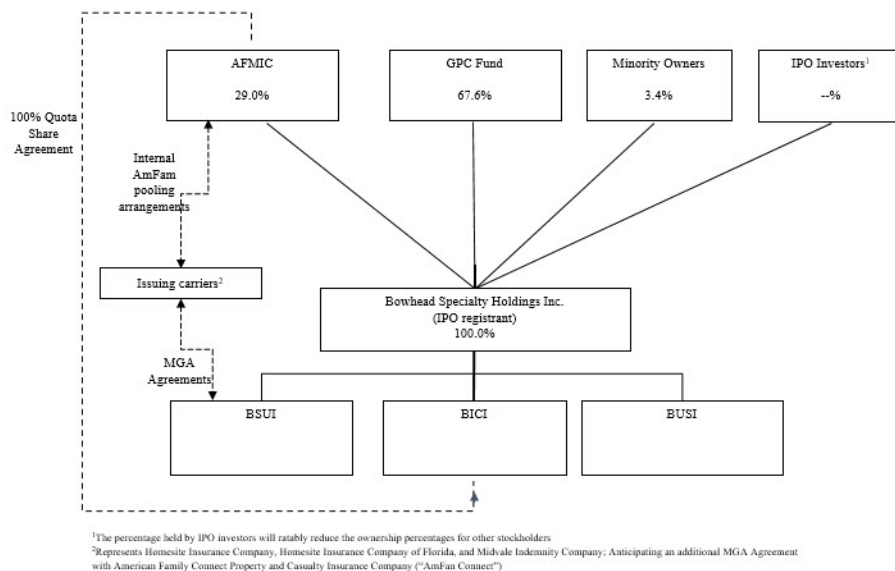 AFMIC
29.0%
GPC Fund
67.6%
Minority Owners
3.4%
IPO Investors¹
--%
100% Quota
Share
Agreement
Internal
AmFam
pooling
arrangements
Issuing carriers²
Bowhead Specialty Holdings Inc.
(IPO registrant)
100.0%
MGA
Agreements
BSUI
BICI
BUSI
¹The percentage held by IPO investors will ratably reduce the ownership percentages for other stockholders
²Represents Homesite Insurance Company, Homesite Insurance Company of Florida, and Midvale Indemnity Company; Anticipating an additional MGA Agreement
with American Family Connect Property and Casualty Insurance Company (“AmFan Connect”)